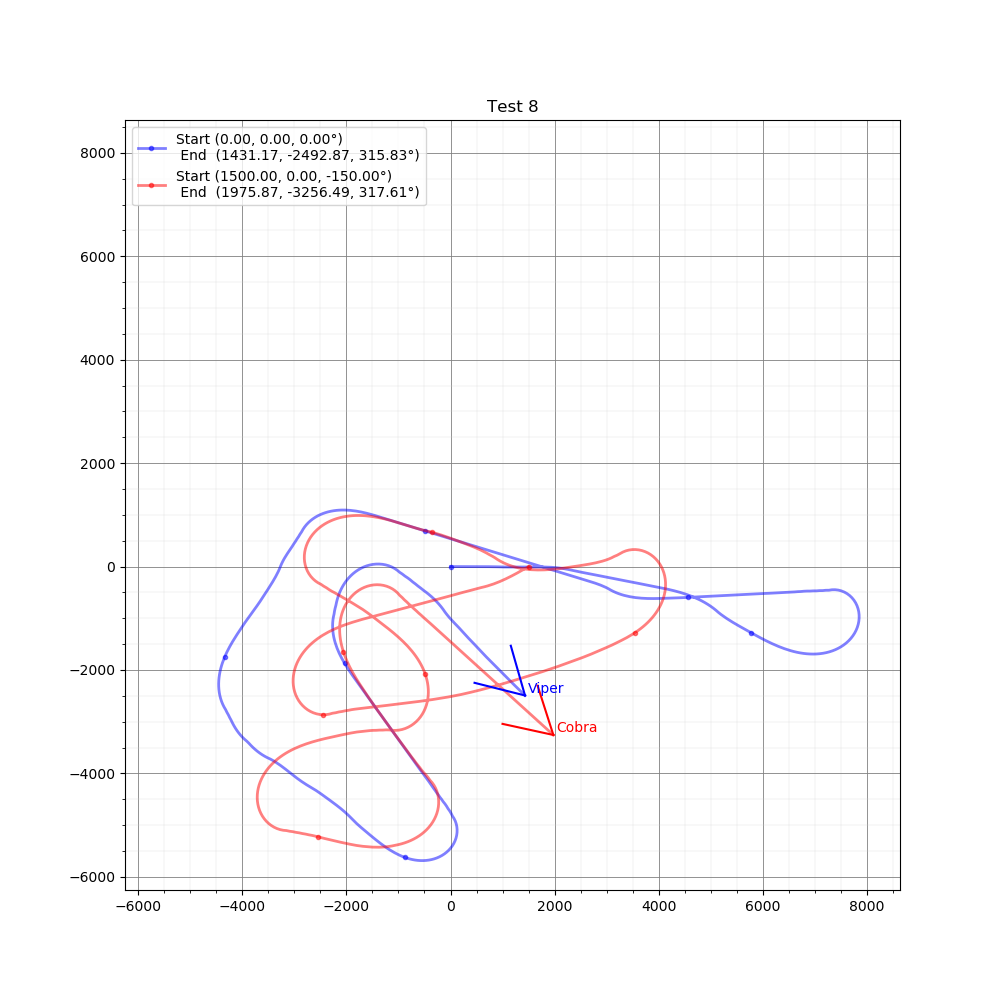 Test 8
Start (0.00, 0.00, 0.00°)
End (1431.17, -2492.87, 315.83°)
Start (1500.00, 0.00, -150.00°)
End (1975.87, -3256.49, 317.61°)
8000
6000
4000
2000
0
−2000
−4000
−6000
Viper
Cobra
−6000 −4000 −2000 0 2000 4000 6000 8000